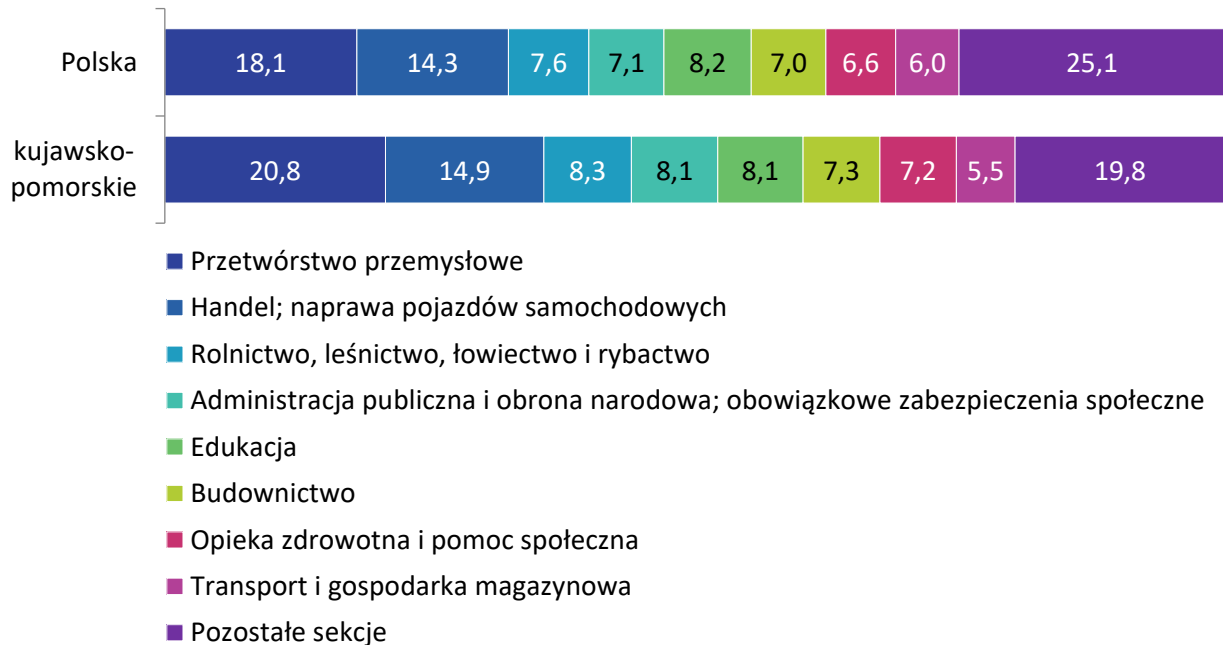 Polska
18,1 14,3 7,6 7,1 8,2 7,0 6,6 6,0 25,1
kujawsko-
pomorskie
20,8 14,9 8,3 8,1 8,1 7,3 7,2 5,5 19,8
Przetwórstwo przemysłowe
Handel; naprawa pojazdów samochodowych
Rolnictwo, leśnictwo, łowiectwo i rybactwo
Administracja publiczna i obrona narodowa; obowiązkowe zabezpieczenia społeczne
Edukacja
Budownictwo
Opieka zdrowotna i pomoc społeczna
Transport i gospodarka magazynowa
Pozostałe sekcje